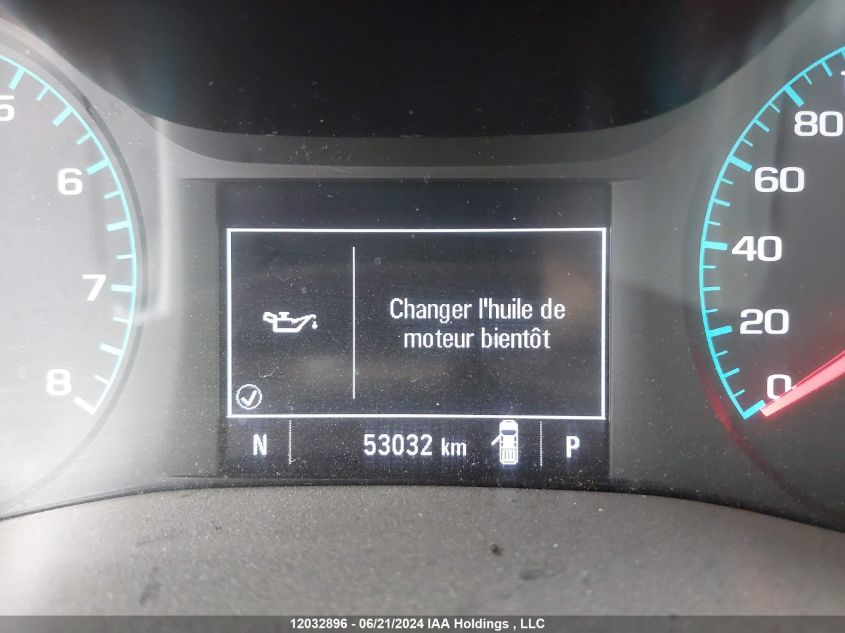 5
6
7
8
80
60
40
20
0
Changer l'huile de
moteur bientôt
N 53032 km P
12032896 - 06/21/2024 IAA Holdings , LLC